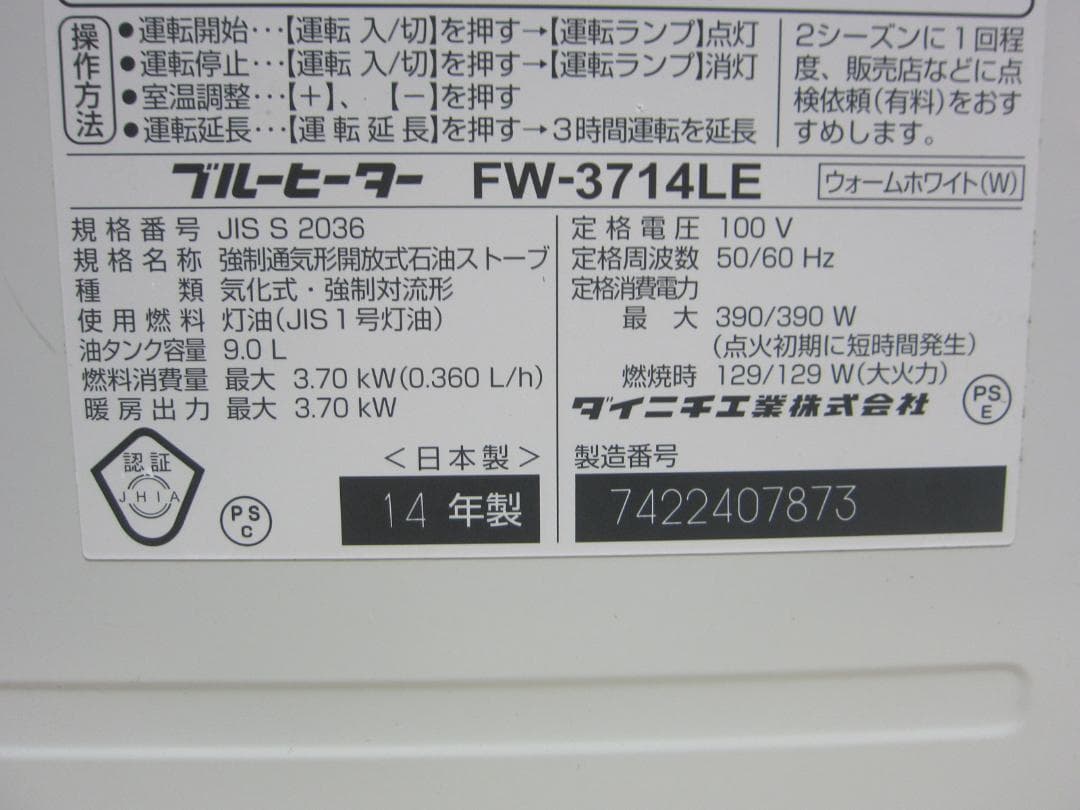 操作方法
●運転開始･･･【運転 入/切】を押す→【運転ランプ】点灯
●運転停止･･･【運転 入/切】を押す→【運転ランプ】消灯
●室温調整･･･【＋】、【－】を押す
●運転延長･･･【運転延長】を押す→3時間運転を延長
2シーズンに1回程
度、販売店などに点
検依頼(有料)をおす
すめします。
ブルーヒーター FW-3714LE ウォームホワイト(W)
規格番号 JIS S 2036
規格名称 強制通気形開放式石油ストーブ
種類 気化式・強制対流形
使用燃料 灯油(JIS1号灯油)
油タンク容量 9.0 L
燃料消費量 最大 3.70 kW(0.360 L/h)
暖房出力 最大 3.70 kW
定格電圧 100 V
定格周波数 50/60 Hz
定格消費電力
最大 390/390 W
(点火初期に短時間発生)
燃焼時 129/129 W(大火力)
ダイニチ工業株式会社
PS
E
認証
JHIA
PS
C
＜日本製＞
14 年製
製造番号
7422407873